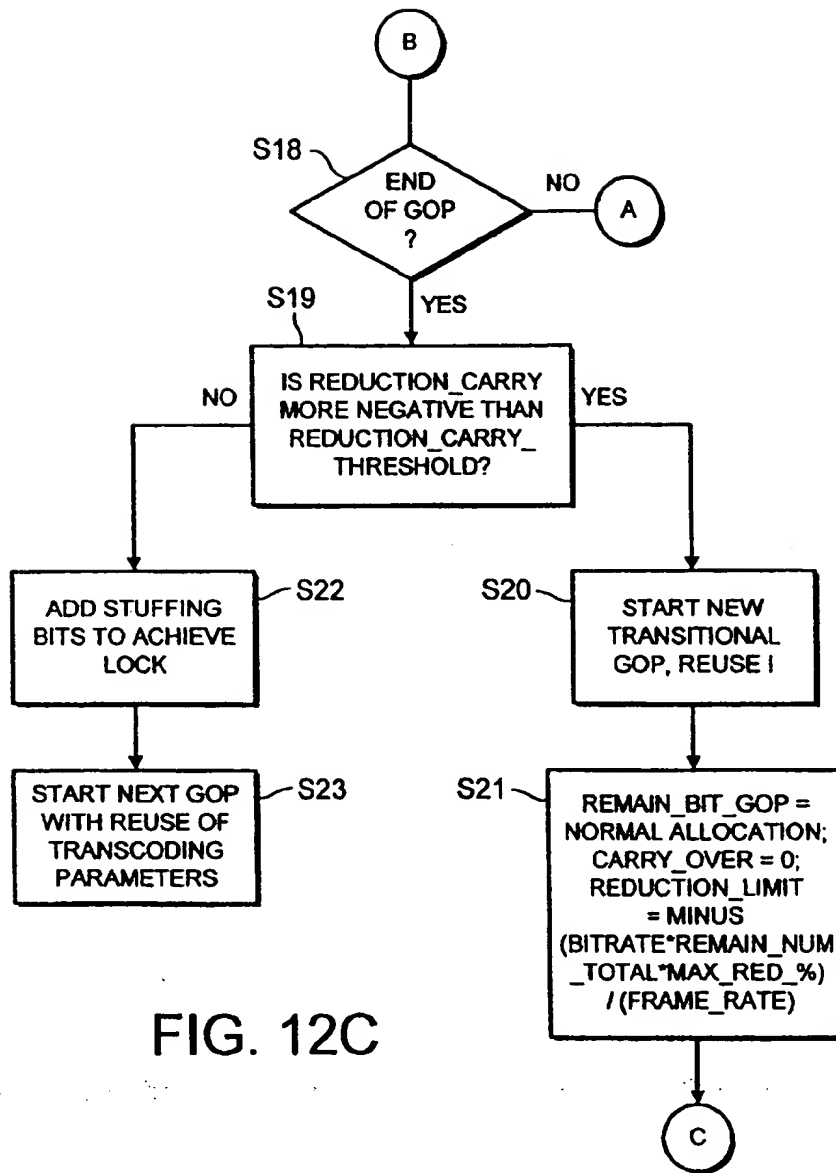 B
S18
END
OF GOP
?
NO
A
YES
S19
IS REDUCTION_CARRY
MORE NEGATIVE THAN
REDUCTION_CARRY_
THRESHOLD?
NO
YES
S22
ADD STUFFING
BITS TO ACHIEVE
LOCK
S20
START NEW
TRANSITIONAL
GOP, REUSE I
S23
START NEXT GOP
WITH REUSE OF
TRANSCODING
PARAMETERS
S21
REMAIN_BIT_GOP =
NORMAL ALLOCATION;
CARRY_OVER = 0;
REDUCTION_LIMIT
= MINUS
(BITRATE*REMAIN_NUM
_TOTAL*MAX_RED_%)
/ (FRAME_RATE)
FIG. 12C
C